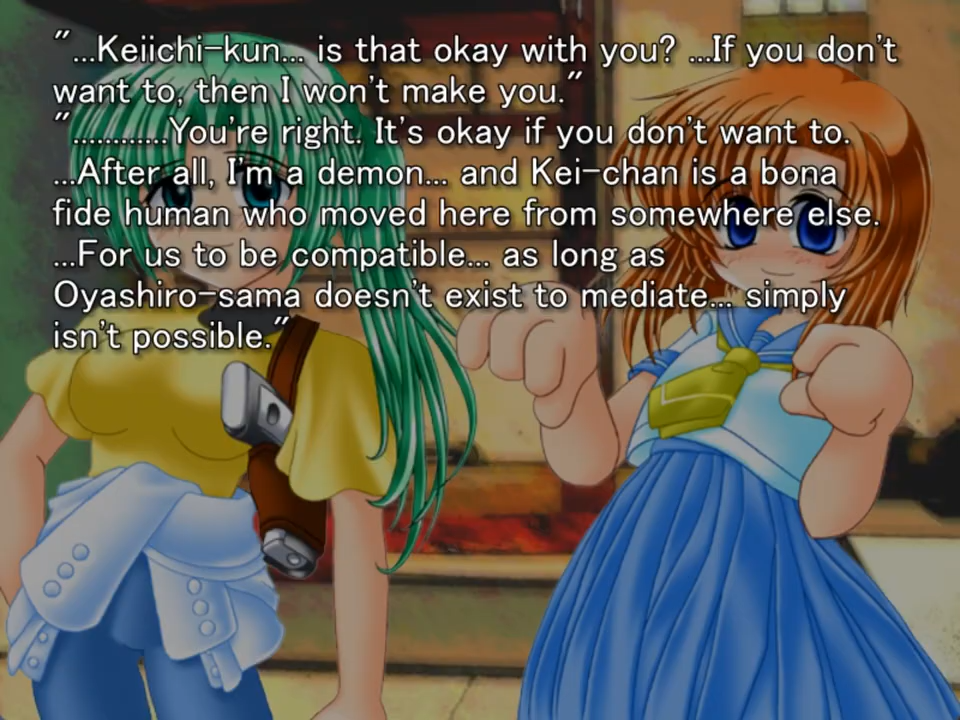 "...Keiichi-kun... is that okay with you? ...If you don't
want to, then I won't make you."
"............You're right. It's okay if you don't want to.
...After all, I'm a demon... and Kei-chan is a bona
fide human who moved here from somewhere else.
...For us to be compatible... as long as
Oyashiro-sama doesn't exist to mediate... simply
isn't possible."